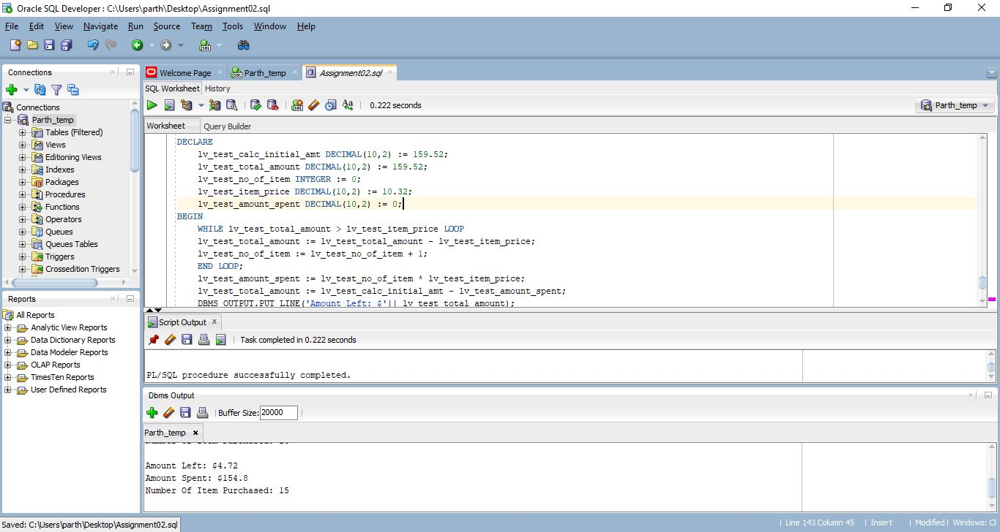 Oracle SQL Developer : C:\Users\parth\Desktop\Assignment02.sql
File Edit View Navigate Run Source Team Tools Window Help
Connections
Welcome Page
Parth_temp
Assignment02.sql
SQL Worksheet History
0.222 seconds
Parth_temp
Worksheet Query Builder
Connections
Parth_temp
Tables (Filtered)
Views
Editioning Views
Indexes
Packages
Procedures
Functions
Operators
Queues
Queues Tables
Triggers
Crossedition Triggers
DECLARE
lv_test_calc_initial_amt DECIMAL(10,2) := 159.52;
lv_test_total_amount DECIMAL(10,2) := 159.52;
lv_test_no_of_item INTEGER := 0;
lv_test_item_price DECIMAL(10,2) := 10.32;
lv_test_amount_spent DECIMAL(10,2) := 0;
BEGIN
WHILE lv_test_total_amount > lv_test_item_price LOOP
lv_test_total_amount := lv_test_total_amount - lv_test_item_price;
lv_test_no_of_item := lv_test_no_of_item + 1;
END LOOP;
lv_test_amount_spent := lv_test_no_of_item * lv_test_item_price;
lv_test_total_amount := lv_test_calc_initial_amt - lv_test_amount_spent;
DBMS_OUTPUT.PUT_LINE('Amount Left: $'|| lv_test_total_amount);
Reports
All Reports
Analytic View Reports
Data Dictionary Reports
Data Modeler Reports
OLAP Reports
TimesTen Reports
User Defined Reports
Script Output
Task completed in 0.222 seconds
PL/SQL procedure successfully completed.
Dbms Output
Buffer Size: 20000
Parth_temp
Amount Left: $4.72
Amount Spent: $154.8
Number Of Item Purchased: 15
Saved: C:\Users\parth\Desktop\Assignment02.sql
Line 143 Column 45 | Insert | Modified | Windows: